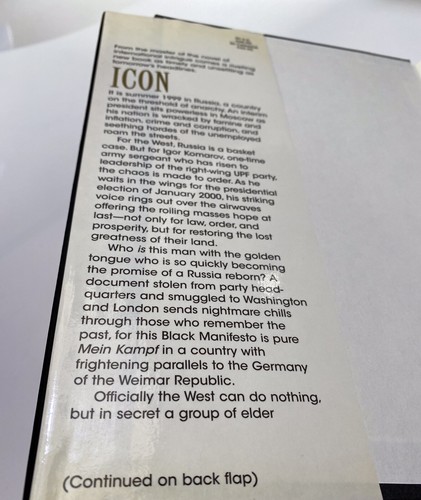 From the master of the novel of
international intrigue comes a riveting
new book as timely and unsettling as
tomorrow's headlines.
ICON
It is summer 1999 in Russia, a country
on the threshold of anarchy. An interim
president sits powerless in Moscow as
his nation is wracked by famine and
inflation, crime and corruption, and
seething hordes of the unemployed
roam the streets.
For the West, Russia is a basket
case. But for Igor Komarov, one-time
army sergeant who has risen to
leadership of the right-wing UPF party,
the chaos is made to order. As he
waits in the wings for the presidential
election of January 2000, his striking
voice rings out over the airwaves
offering the roiling masses hope at
last—not only for law, order, and
prosperity, but for restoring the lost
greatness of their land.
Who is this man with the golden
tongue who is so quickly becoming
the promise of a Russia reborn? A
document stolen from party head-
quarters and smuggled to Washington
and London sends nightmare chills
through those who remember the
past, for this Black Manifesto is pure
Mein Kampf in a country with
frightening parallels to the Germany
of the Weimar Republic.
Officially the West can do nothing,
but in secret a group of elder
(Continued on back flap)